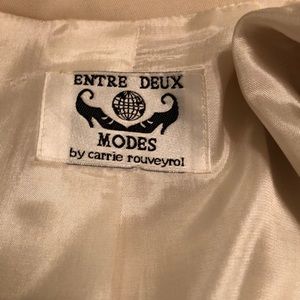 ENTRE DEUX
MODES
by carrie rouveyrol